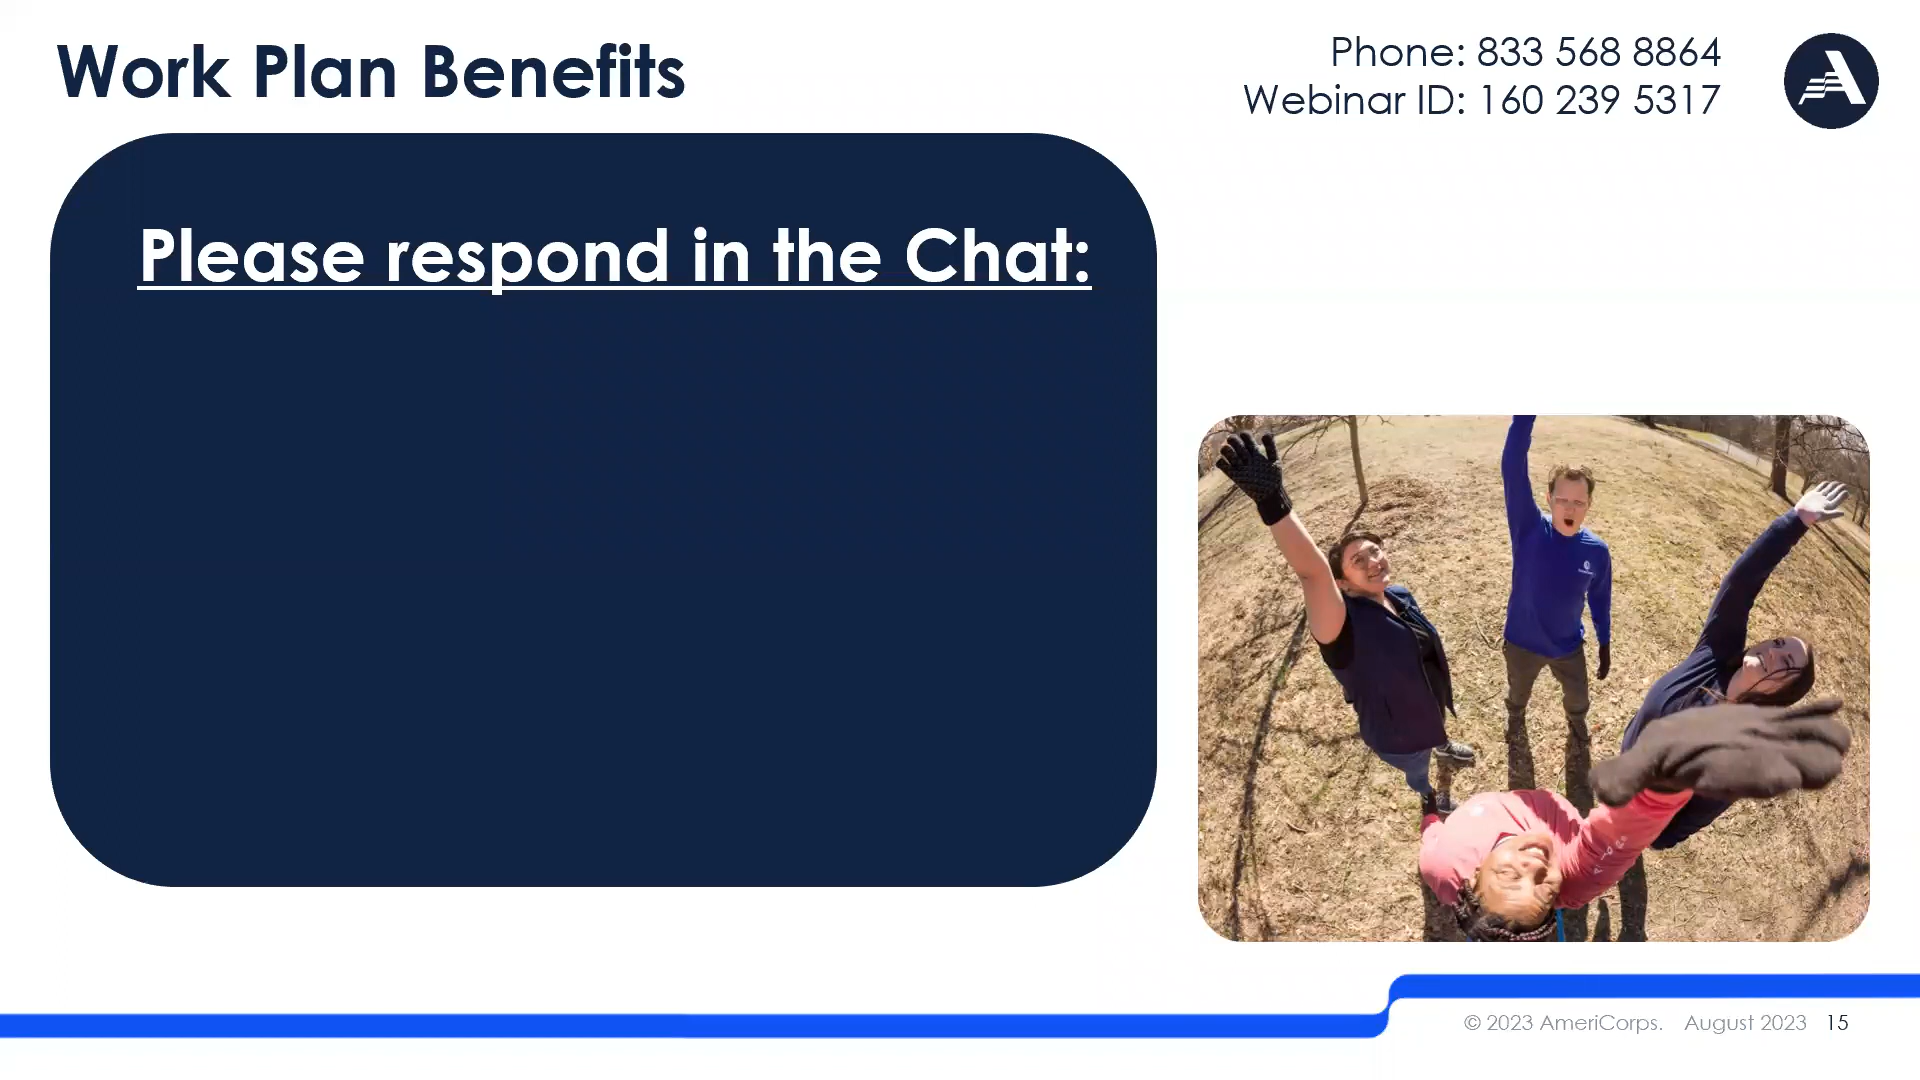 Work Plan Benefits
Phone: 833 568 8864
Webinar ID: 160 239 5317
Please respond in the Chat:
© 2023 AmeriCorps. August 2023 15